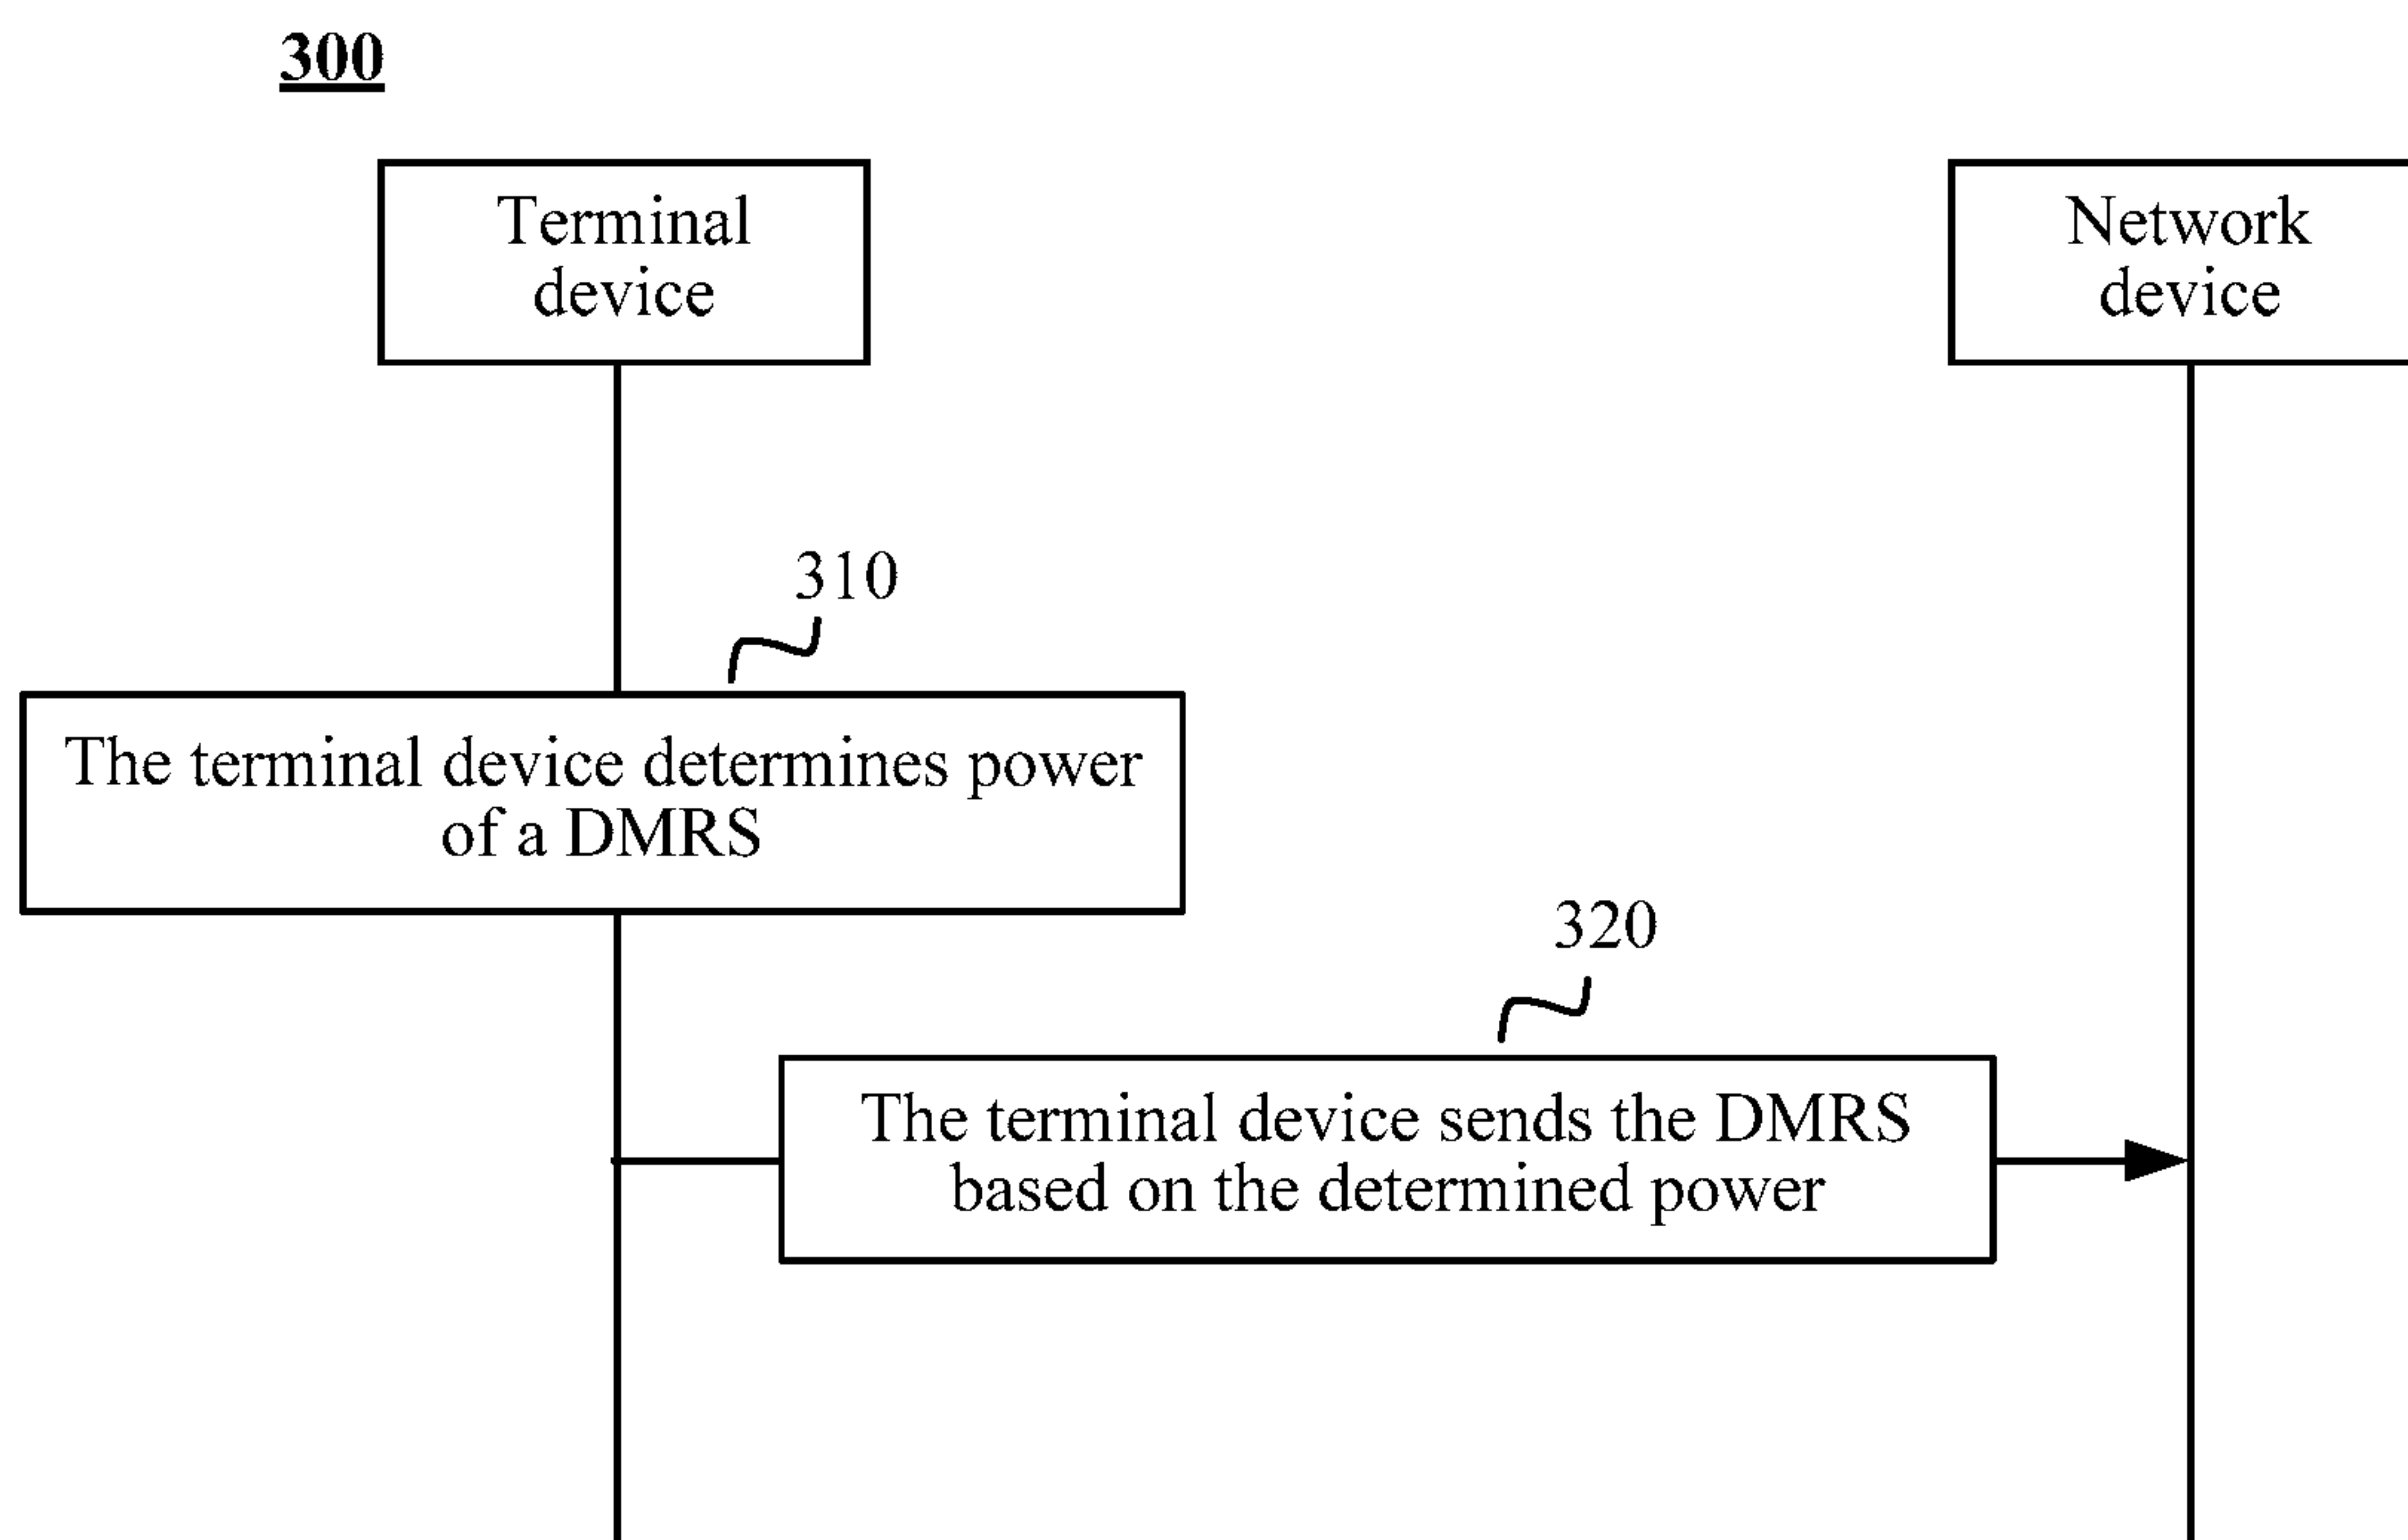 300
Terminal
device
Network
device
310
The terminal device determines power
of a DMRS
320
The terminal device sends the DMRS
based on the determined power